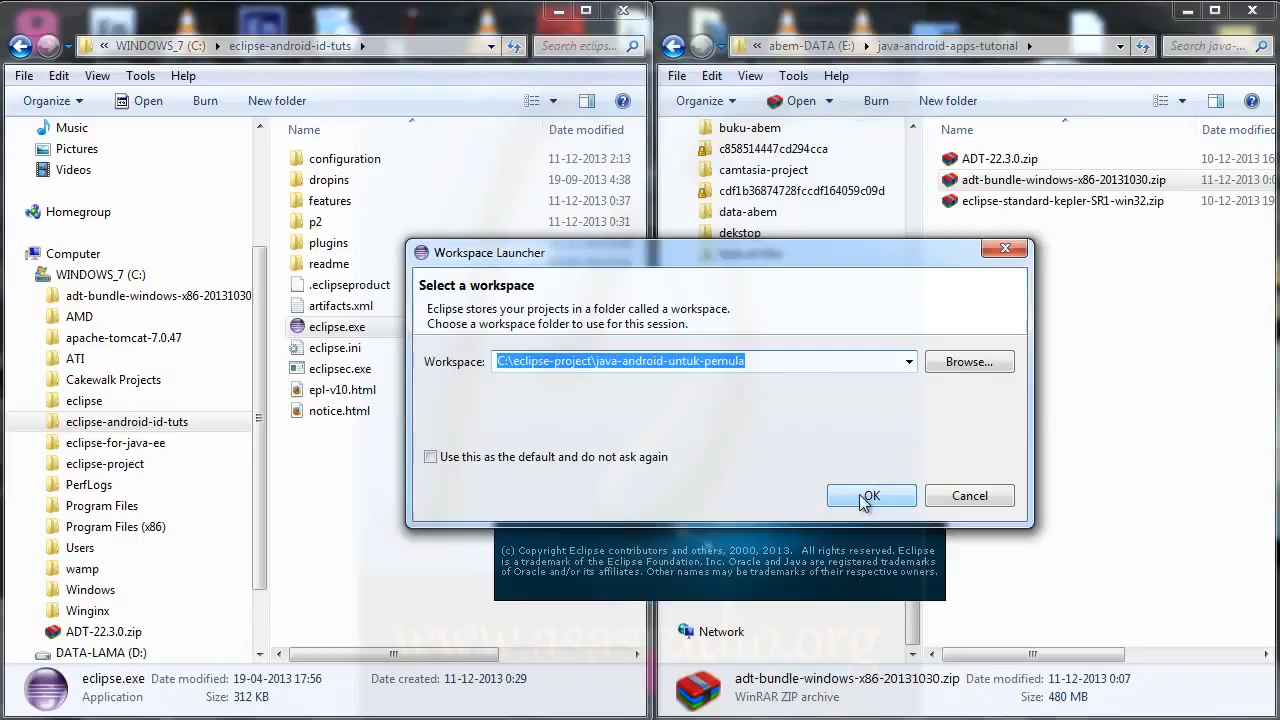 WINDOWS_7 (C:)
eclipse-android-id-tuts
Search eclips...
File Edit View Tools Help
Organize Open Burn New folder
Music
Pictures
Videos
Homegroup
Computer
WINDOWS_7 (C:)
adt-bundle-windows-x86-20131030
AMD
apache-tomcat-7.0.47
ATI
Cakewalk Projects
eclipse
eclipse-android-id-tuts
eclipse-for-java-ee
eclipse-project
PerfLogs
Program Files
Program Files (x86)
Users
wamp
Windows
Winginx
ADT-22.3.0.zip
DATA-LAMA (D:)
Name Date modified
configuration 11-12-2013 2:13
dropins 19-09-2013 4:38
features 11-12-2013 0:37
p2 11-12-2013 0:31
plugins
readme
.eclipseproduct
artifacts.xml
eclipse.exe
eclipse.ini
eclipsec.exe
epl-v10.html
notice.html
eclipse.exe Date modified: 19-04-2013 17:56 Date created: 11-12-2013 0:29
Application Size: 312 KB
abem-DATA (E:)
java-android-apps-tutorial
Search java-...
File Edit View Tools Help
Organize Open Burn New folder
buku-abem
c858514447cd294cca
camtasia-project
cdf1b36874728fccdf164059c09d
data-abem
dekstop
Network
Name Date modified
ADT-22.3.0.zip 10-12-2013 16
adt-bundle-windows-x86-20131030.zip 11-12-2013 0:0
eclipse-standard-kepler-SR1-win32.zip 10-12-2013 19
adt-bundle-windows-x86-20131030.zip Date modified: 11-12-2013 0:07
WinRAR ZIP archive Size: 480 MB
Workspace Launcher
Select a workspace
Eclipse stores your projects in a folder called a workspace.
Choose a workspace folder to use for this session.
Workspace: C:\eclipse-project\java-android-untuk-pemula Browse...
Use this as the default and do not ask again
OK Cancel
(c) Copyright Eclipse contributors and others, 2000, 2013. All rights reserved. Eclipse
is a trademark of the Eclipse Foundation, Inc. Oracle and Java are registered trademarks
of Oracle and/or its affiliates. Other names may be trademarks of their respective owners.